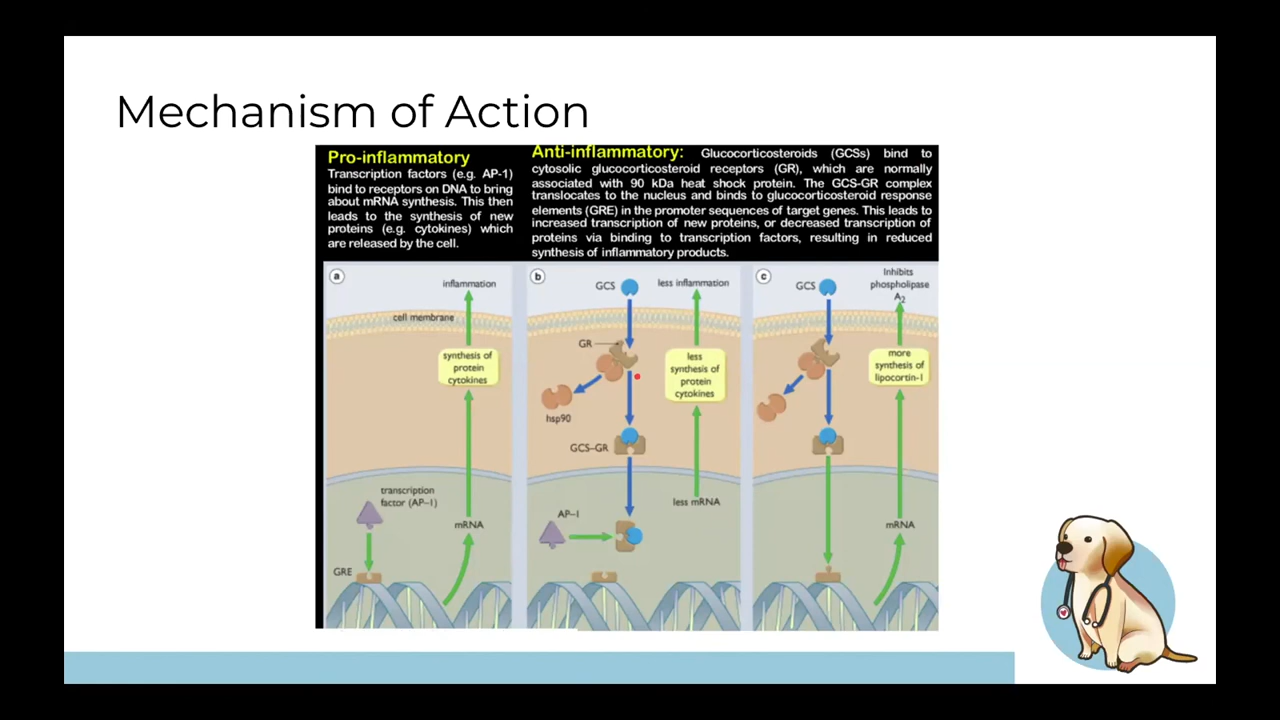 Mechanism of Action
Pro-inflammatory
Transcription factors (e.g. AP-1)
bind to receptors on DNA to bring
about mRNA synthesis. This then
leads to the synthesis of new
proteins (e.g. cytokines) which
are released by the cell.
Anti-inflammatory: Glucocorticosteroids (GCSs) bind to
cytosolic glucocorticosteroid receptors (GR), which are normally
associated with 90 kDa heat shock protein. The GCS-GR complex
translocates to the nucleus and binds to glucocorticosteroid response
elements (GRE) in the promoter sequences of target genes. This leads to
increased transcription of new proteins, or decreased transcription of
proteins via binding to transcription factors, resulting in reduced
synthesis of inflammatory products.
a
inflammation
cell membrane
synthesis of
protein
cytokines
transcription
factor (AP-1)
mRNA
GRE
b
GCS
less inflammation
GR
less
synthesis of
protein
cytokines
hsp90
GCS-GR
less mRNA
AP-1
c
GCS
Inhibits
phospholipase
A2
more
synthesis of
lipocortin-1
mRNA